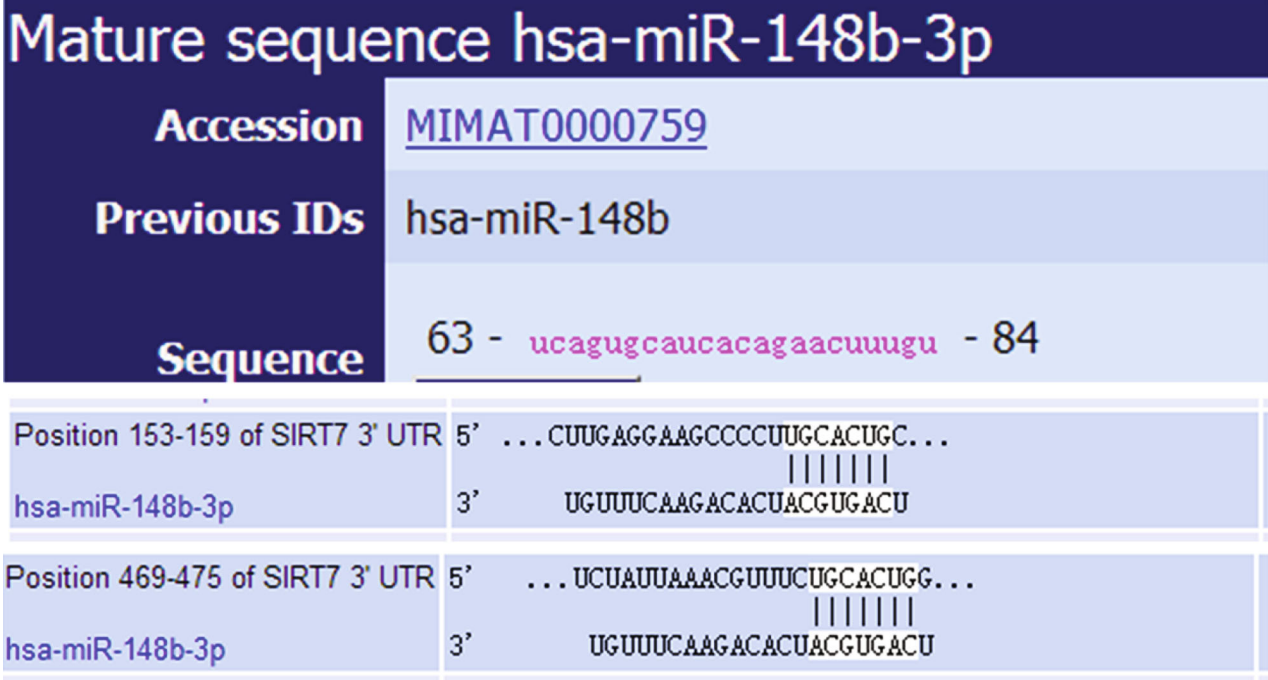 Mature sequence hsa-miR-148b-3p
Accession MIMAT0000759
Previous IDs hsa-miR-148b
Sequence 63 - ucagugcaucacagaacuuugu - 84
Position 153-159 of SIRT7 3' UTR 5' ...CUUGAGGAAGCCCCUUGCACUGC...
hsa-miR-148b-3p 3' UGUUUCAAGACACUACGUGACU
Position 469-475 of SIRT7 3' UTR 5' ...UCUAUUAAACGUUUCUGCACUGG...
hsa-miR-148b-3p 3' UGUUUCAAGACACUACGUGACU